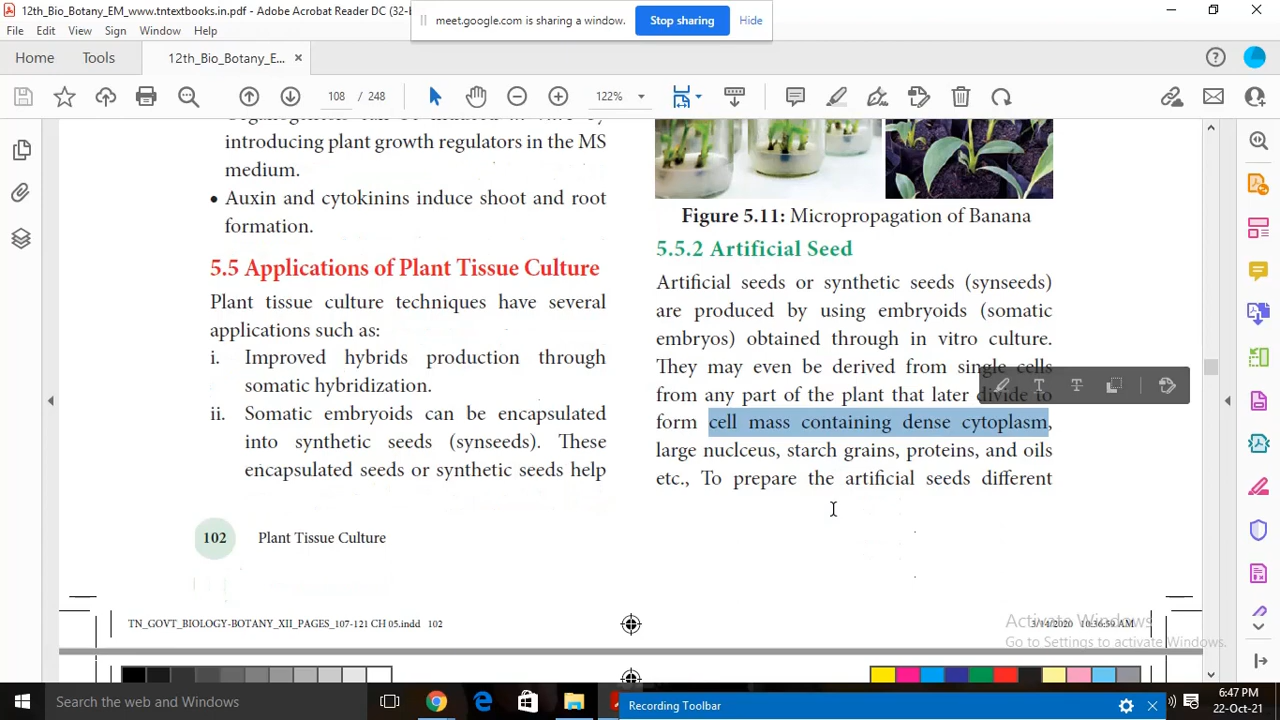 12th_Bio_Botany_EM_www.tntextbooks.in.pdf - Adobe Acrobat Reader DC (32-
meet.google.com is sharing a window.
Stop sharing
Hide
File Edit View Sign Window Help
Home
Tools
12th_Bio_Botany_E...
108 / 248
122%
introducing plant growth regulators in the MS
medium.
• Auxin and cytokinins induce shoot and root
formation.
5.5 Applications of Plant Tissue Culture
Plant tissue culture techniques have several
applications such as:
i. Improved hybrids production through
somatic hybridization.
ii. Somatic embryoids can be encapsulated
into synthetic seeds (synseeds). These
encapsulated seeds or synthetic seeds help
102 Plant Tissue Culture
Figure 5.11: Micropropagation of Banana
5.5.2 Artificial Seed
Artificial seeds or synthetic seeds (synseeds)
are produced by using embryoids (somatic
embryos) obtained through in vitro culture.
They may even be derived from single cells
from any part of the plant that later divide to
form cell mass containing dense cytoplasm,
large nuclceus, starch grains, proteins, and oils
etc., To prepare the artificial seeds different
TN_GOVT_BIOLOGY-BOTANY_XII_PAGES_107-121 CH 05.indd 102
3/14/2020 10:36:59 AM
Activate Windows
Go to Settings to activate Windows.
Search the web and Windows
Recording Toolbar
6:47 PM
22-Oct-21